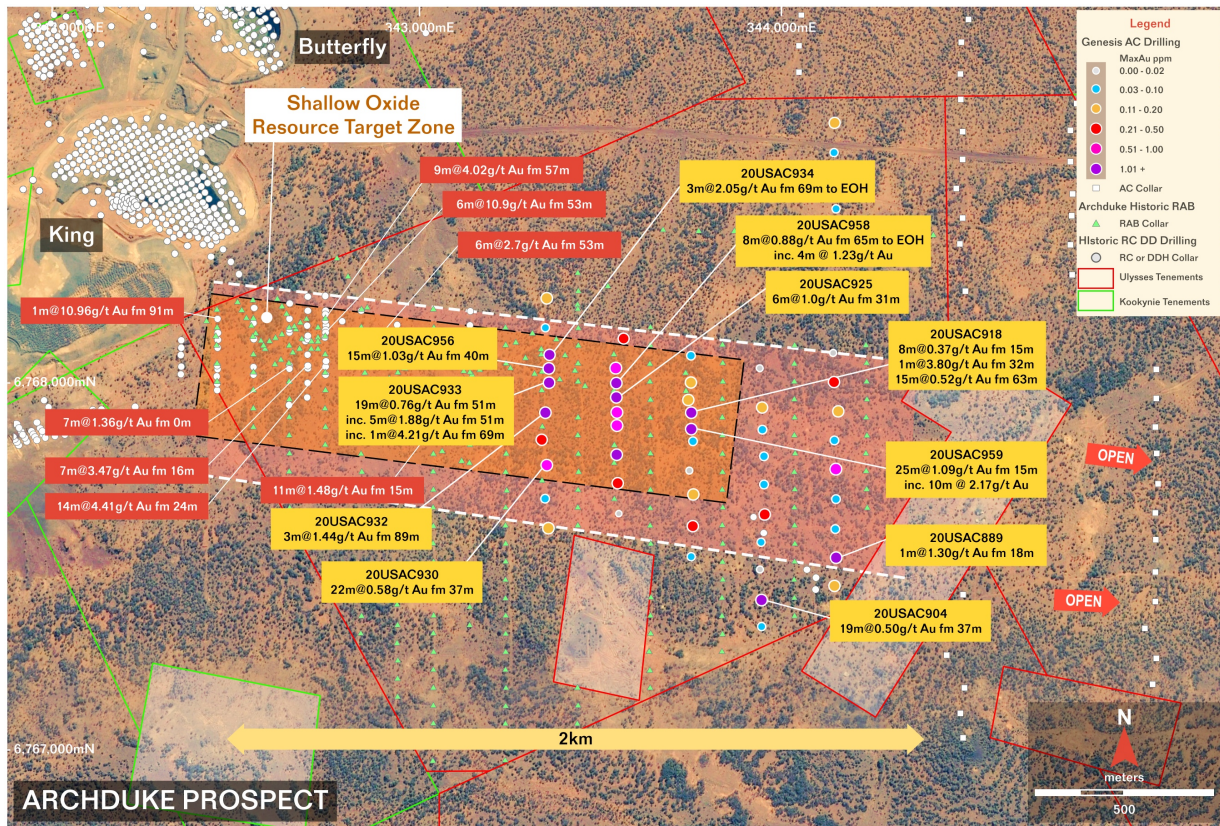 342,000mE
343,000mE
344,000mE
Butterfly
Shallow Oxide
Resource Target Zone
King
9m@4.02g/t Au fm 57m
6m@10.9g/t Au fm 53m
6m@2.7g/t Au fm 53m
1m@10.96g/t Au fm 91m
20USAC934
3m@2.05g/t Au fm 69m to EOH
20USAC958
8m@0.88g/t Au fm 65m to EOH
inc. 4m @ 1.23g/t Au
20USAC925
6m@1.0g/t Au fm 31m
20USAC956
15m@1.03g/t Au fm 40m
20USAC918
8m@0.37g/t Au fm 15m
1m@3.80g/t Au fm 32m
15m@0.52g/t Au fm 63m
6,768,000mN
20USAC933
19m@0.76g/t Au fm 51m
inc. 5m@1.88g/t Au fm 51m
inc. 1m@4.21g/t Au fm 69m
7m@1.36g/t Au fm 0m
7m@3.47g/t Au fm 16m
14m@4.41g/t Au fm 24m
11m@1.48g/t Au fm 15m
20USAC959
25m@1.09g/t Au fm 15m
inc. 10m @ 2.17g/t Au
OPEN
20USAC932
3m@1.44g/t Au fm 89m
20USAC889
1m@1.30g/t Au fm 18m
20USAC930
22m@0.58g/t Au fm 37m
OPEN
20USAC904
19m@0.50g/t Au fm 37m
6,767,000mN
2km
ARCHDUKE PROSPECT
N
meters
500
Legend
Genesis AC Drilling
MaxAu ppm
0.00 - 0.02
0.03 - 0.10
0.11 - 0.20
0.21 - 0.50
0.51 - 1.00
1.01 +
AC Collar
Archduke Historic RAB
RAB Collar
HIstoric RC DD Drilling
RC or DDH Collar
Ulysses Tenements
Kookynie Tenements